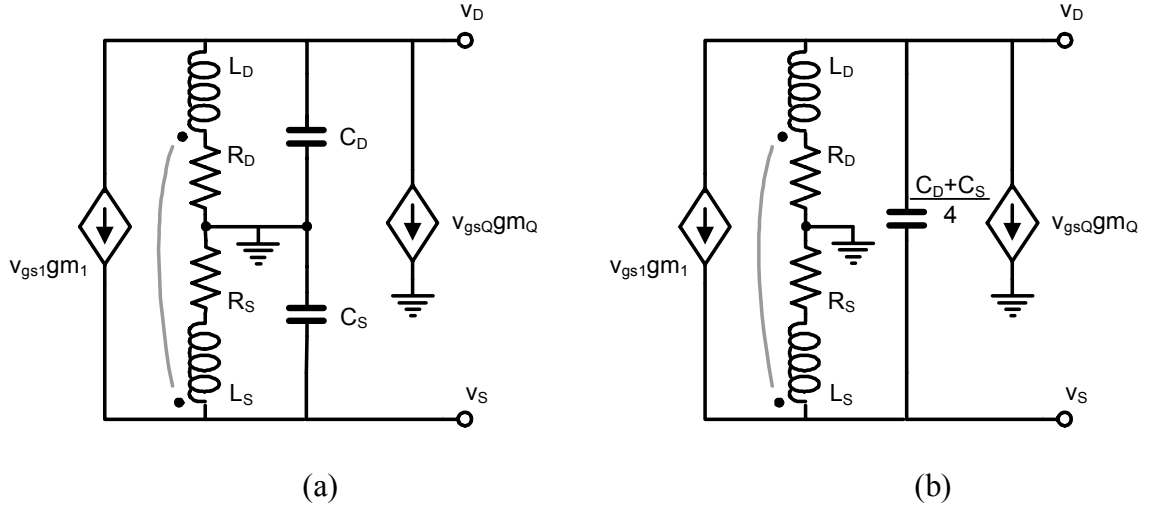 v_D
v_D
L_D
L_D
R_D
C_D
R_D
C_D+C_S
4
v_gs1gm_1
v_gsQgm_Q
v_gs1gm_1
v_gsQgm_Q
R_S
C_S
R_S
L_S
v_S
L_S
v_S
(a)
(b)